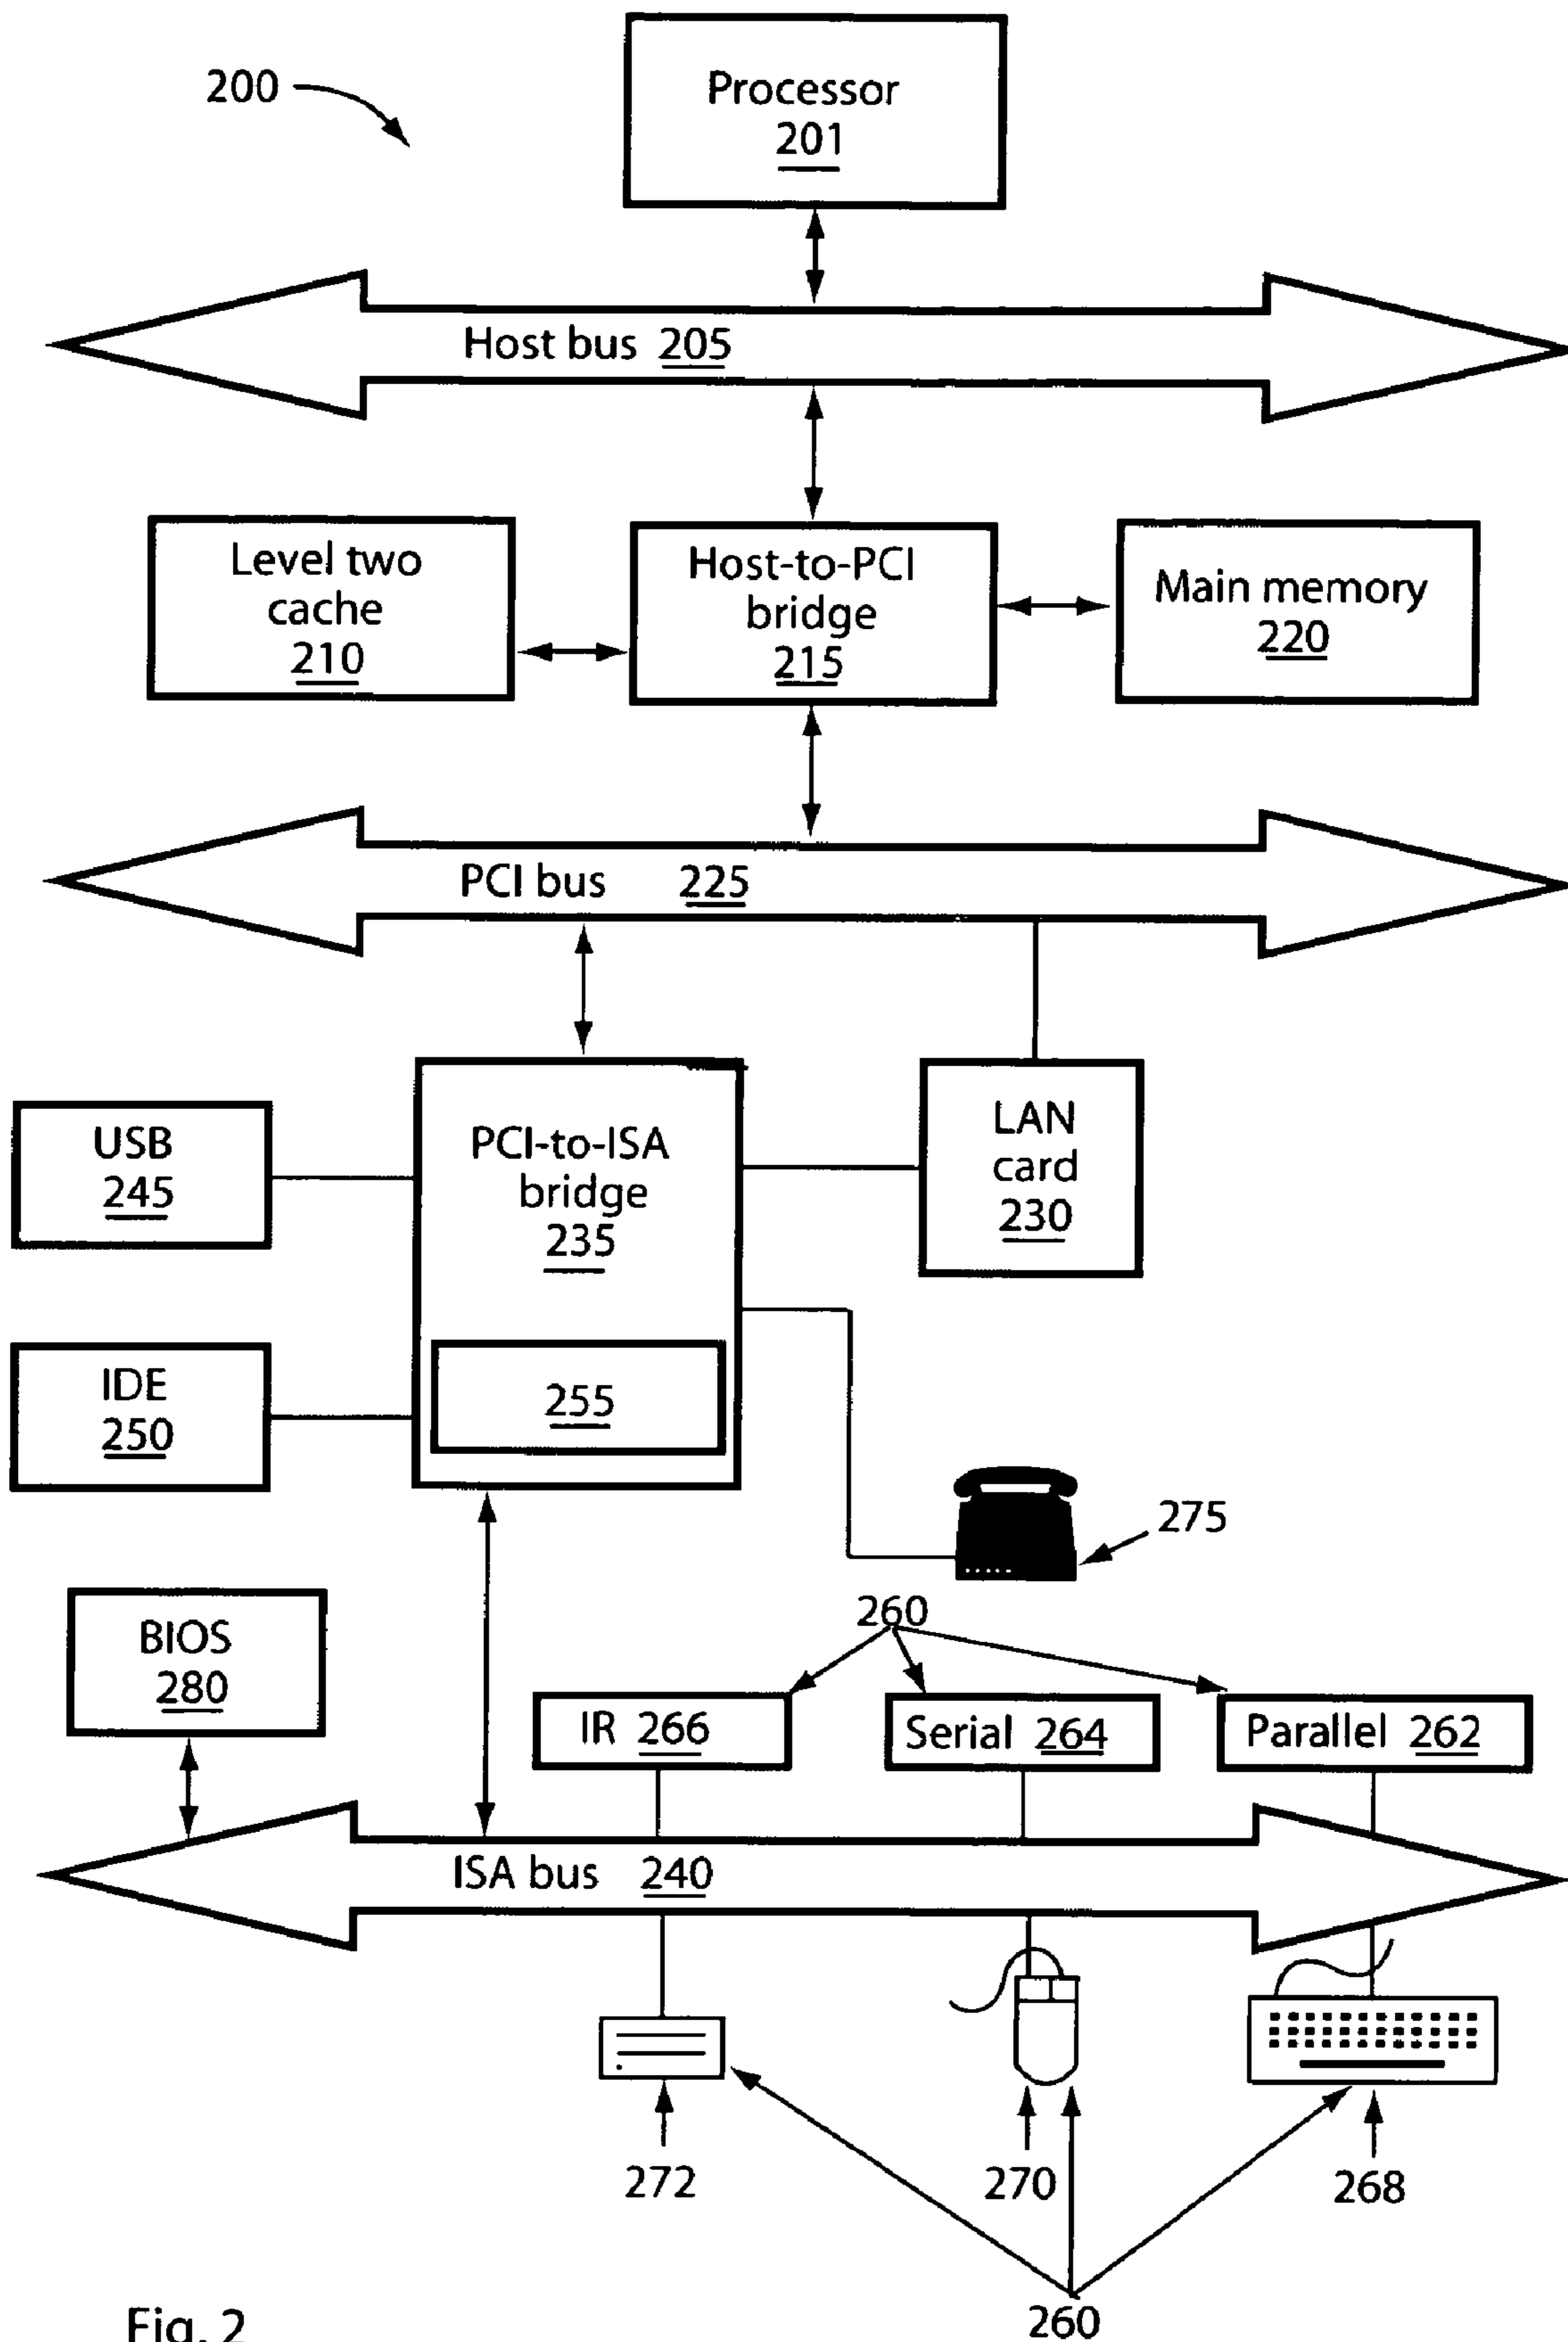 200
Processor
201
Host bus 205
Level two
cache
210
Host-to-PCI
bridge
215
Main memory
220
PCI bus 225
USB
245
PCI-to-ISA
bridge
235
LAN
card
230
IDE
250
255
275
BIOS
280
260
IR 266
Serial 264
Parallel 262
ISA bus 240
272
270
268
260
Fig. 2